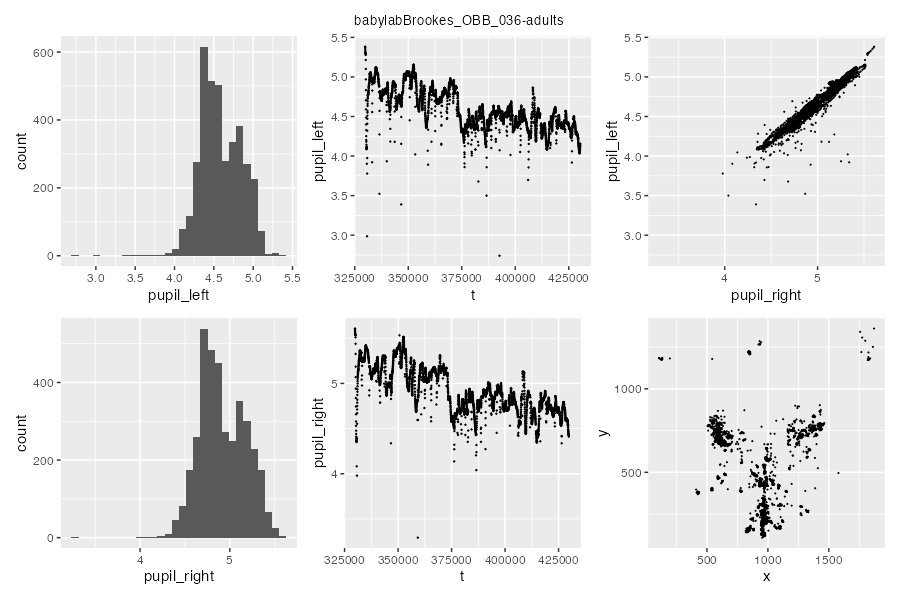 babylabBrookes_OBB_036-adults
600
400
200
0
count
3.0 3.5 4.0 4.5 5.0 5.5
pupil_left
5.5
5.0
4.5
4.0
3.5
3.0
pupil_left
325000 350000 375000 400000 425000
t
5.5
5.0
4.5
4.0
3.5
3.0
pupil_left
4 5
pupil_right
400
200
0
count
4 5
pupil_right
5
4
pupil_right
325000 350000 375000 400000 425000
t
1000
500
y
500 1000 1500
x